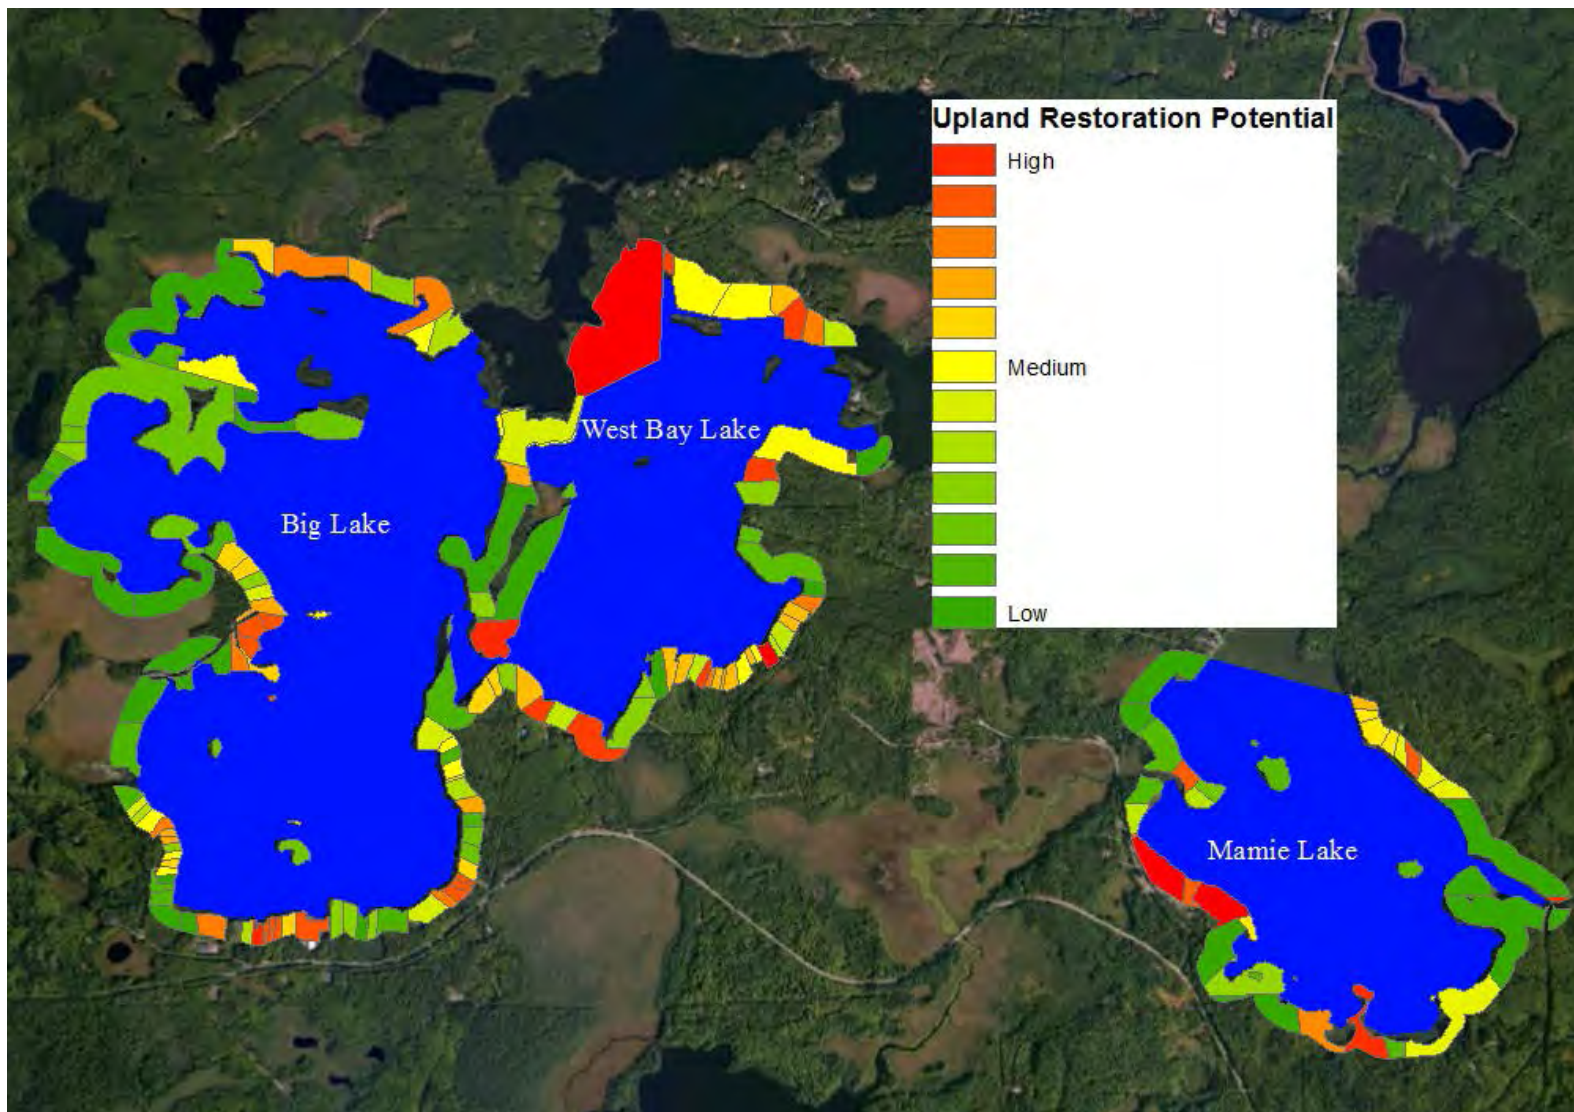 Upland Restoration Potential
High
Medium
Low
West Bay Lake
Big Lake
Mamie Lake